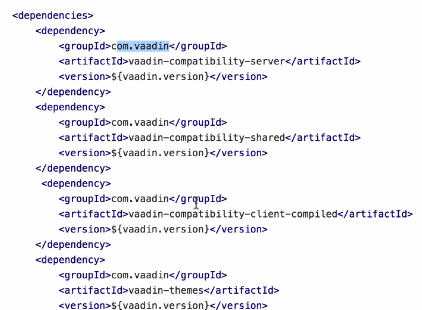 <dependencies>
<dependency>
<groupId>com.vaadin</groupId>
<artifactId>vaadin-compatibility-server</artifactId>
<version>${vaadin.version}</version>
</dependency>
<dependency>
<groupId>com.vaadin</groupId>
<artifactId>vaadin-compatibility-shared</artifactId>
<version>${vaadin.version}</version>
</dependency>
<dependency>
<groupId>com.vaadin</groupId>
<artifactId>vaadin-compatibility-client-compiled</artifactId>
<version>${vaadin.version}</version>
</dependency>
<dependency>
<groupId>com.vaadin</groupId>
<artifactId>vaadin-themes</artifactId>
<version>${vaadin.version}</version>